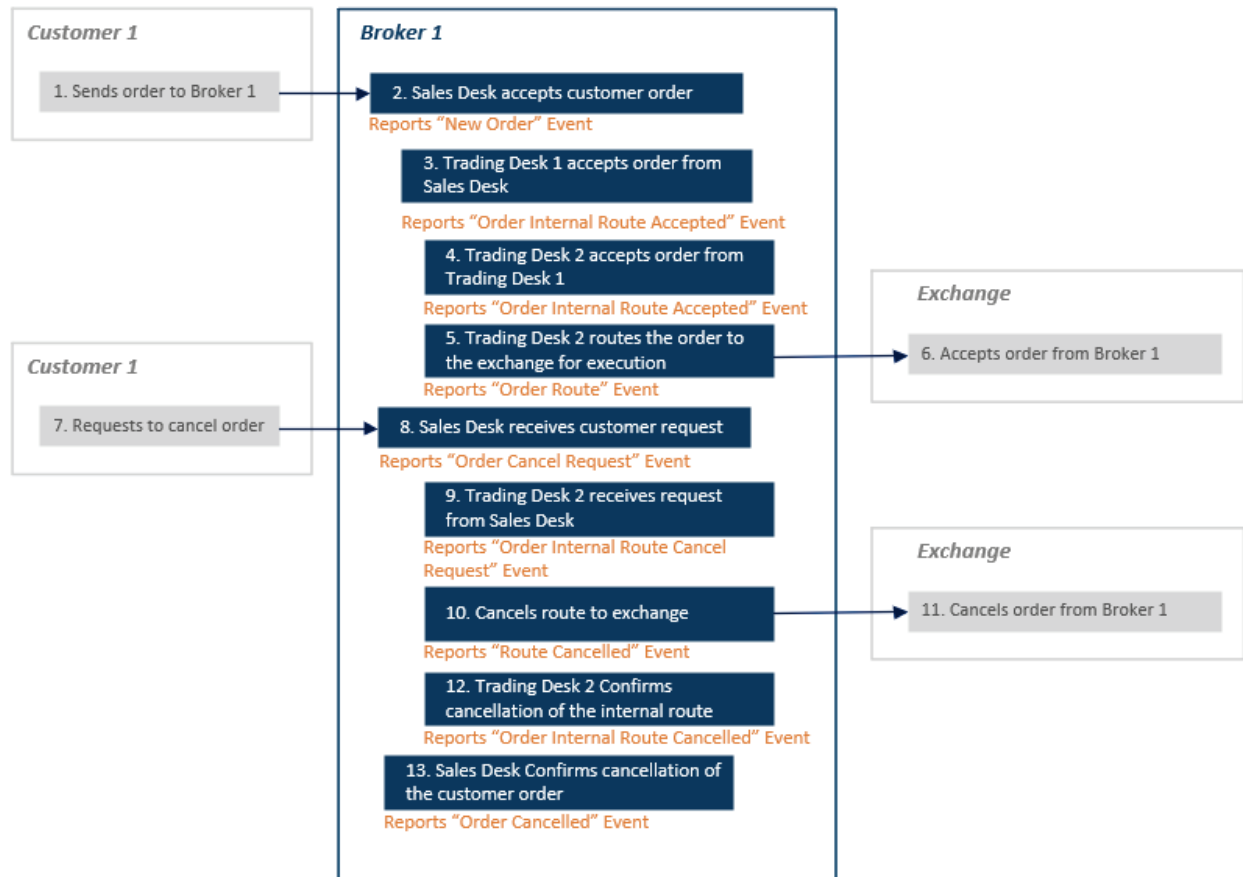 Customer 1
Broker 1
1. Sends order to Broker 1
2. Sales Desk accepts customer order
Reports “New Order” Event
3. Trading Desk 1 accepts order from
Sales Desk
Reports “Order Internal Route Accepted” Event
4. Trading Desk 2 accepts order from
Trading Desk 1
Reports “Order Internal Route Accepted” Event
5. Trading Desk 2 routes the order to
the exchange for execution
Reports “Order Route” Event
Exchange
6. Accepts order from Broker 1
Customer 1
7. Requests to cancel order
8. Sales Desk receives customer request
Reports “Order Cancel Request” Event
9. Trading Desk 2 receives request
from Sales Desk
Reports “Order Internal Route Cancel
Request” Event
10. Cancels route to exchange
Reports “Route Cancelled” Event
Exchange
11. Cancels order from Broker 1
12. Trading Desk 2 Confirms
cancellation of the internal route
Reports “Order Internal Route Cancelled” Event
13. Sales Desk Confirms cancellation of
the customer order
Reports “Order Cancelled” Event